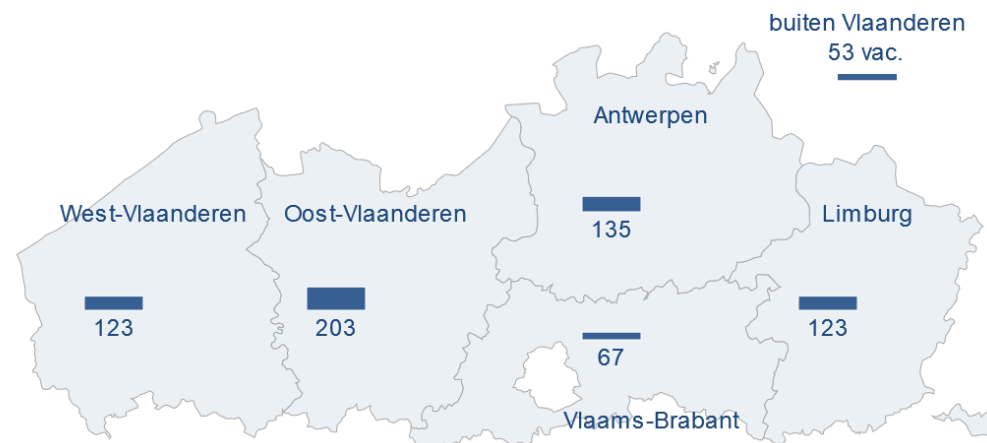 buiten Vlaanderen
53 vac.
Antwerpen
West-Vlaanderen
Oost-Vlaanderen
Limburg
135
123
203
123
67
Vlaams-Brabant